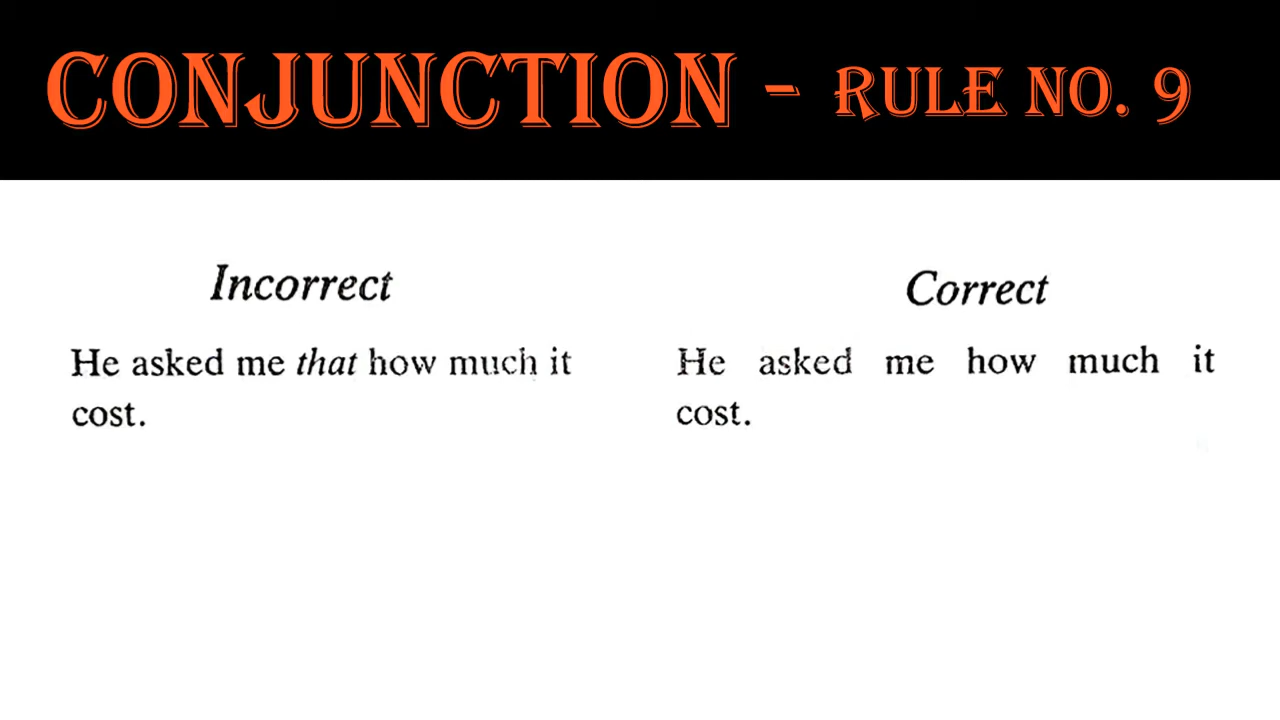 CONJUNCTION - RULE NO. 9
Incorrect
He asked me that how much it
cost.
Correct
He asked me how much it
cost.